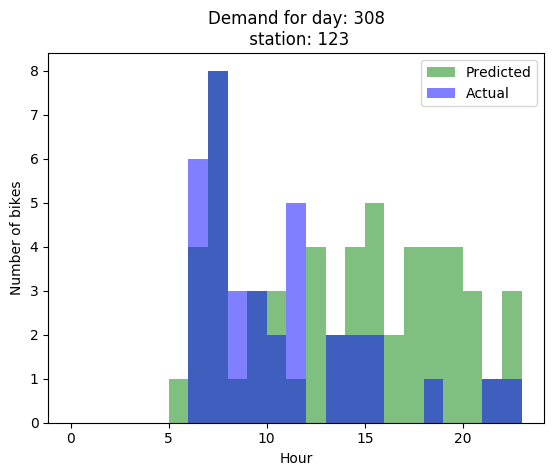 Demand for day: 308
station: 123
Predicted
Actual
Number of bikes
8
7
6
5
4
3
2
1
0
0
5
10
15
20
Hour